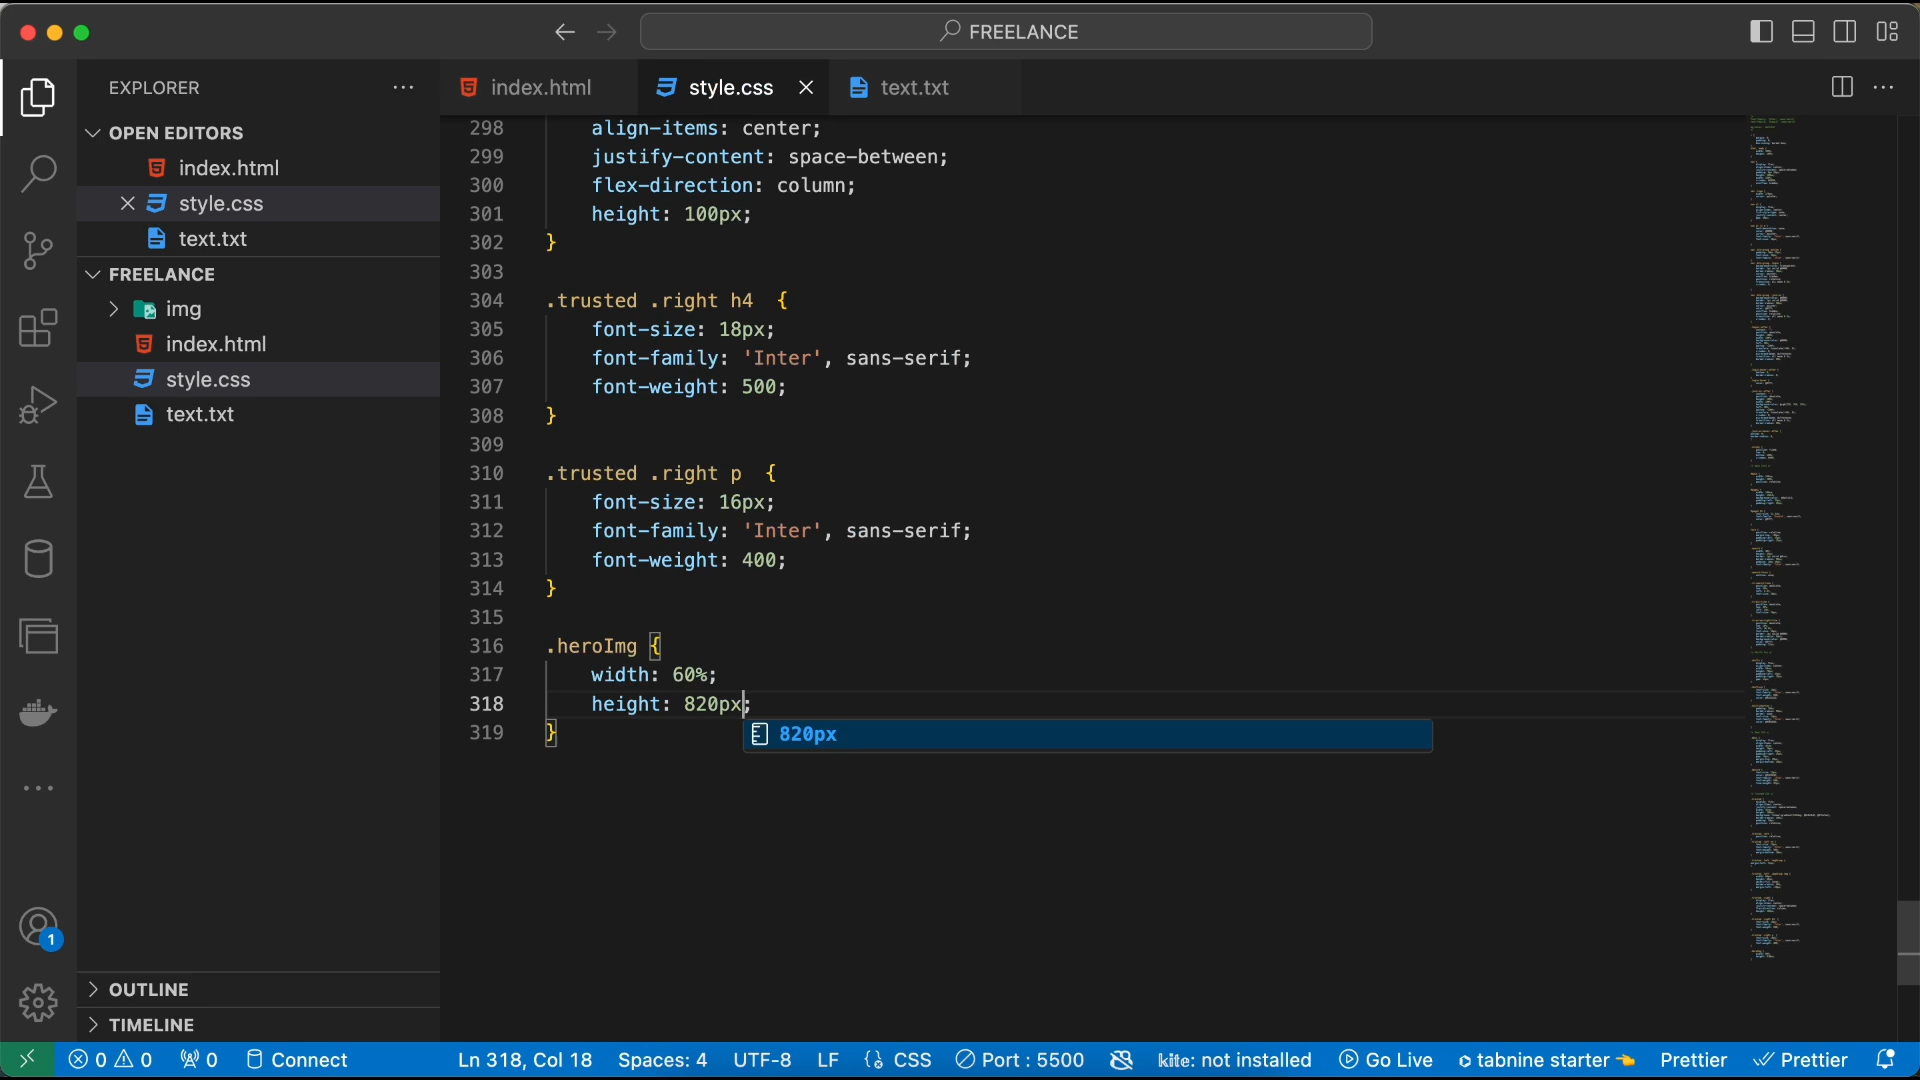 FREELANCE
EXPLORER
index.html
style.css
text.txt
OPEN EDITORS
index.html
style.css
text.txt
FREELANCE
img
index.html
style.css
text.txt
298 align-items: center;
299 justify-content: space-between;
300 flex-direction: column;
301 height: 100px;
302 }
303
304 .trusted .right h4 {
305 font-size: 18px;
306 font-family: 'Inter', sans-serif;
307 font-weight: 500;
308 }
309
310 .trusted .right p {
311 font-size: 16px;
312 font-family: 'Inter', sans-serif;
313 font-weight: 400;
314 }
315
316 .heroImg {
317 width: 60%;
318 height: 820px;
319 }
820px
1
OUTLINE
TIMELINE
0 0 0 Connect Ln 318, Col 18 Spaces: 4 UTF-8 LF CSS Port : 5500 kite: not installed Go Live tabnine starter Prettier Prettier